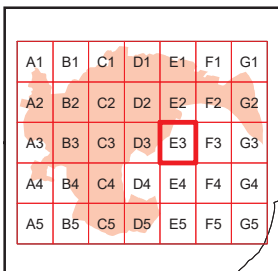 A1 B1 C1 D1 E1 F1 G1
A2 B2 C2 D2 E2 F2 G2
A3 B3 C3 D3 E3 F3 G3
A4 B4 C4 D4 E4 F4 G4
A5 B5 C5 D5 E5 F5 G5